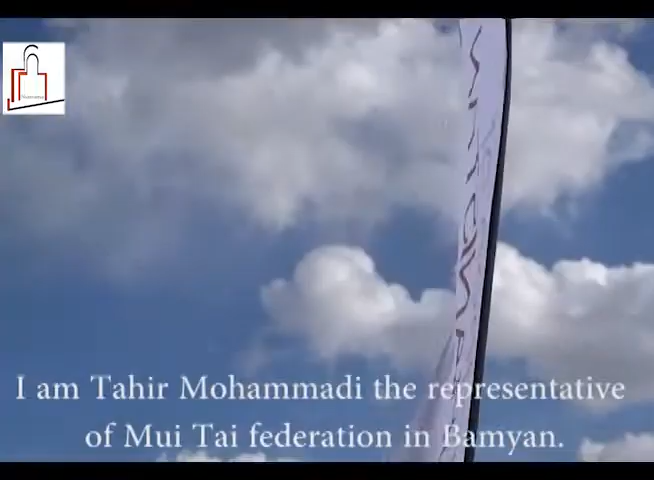 I am Tahir Mohammadi the representative
of Mui Tai federation in Bamyan.